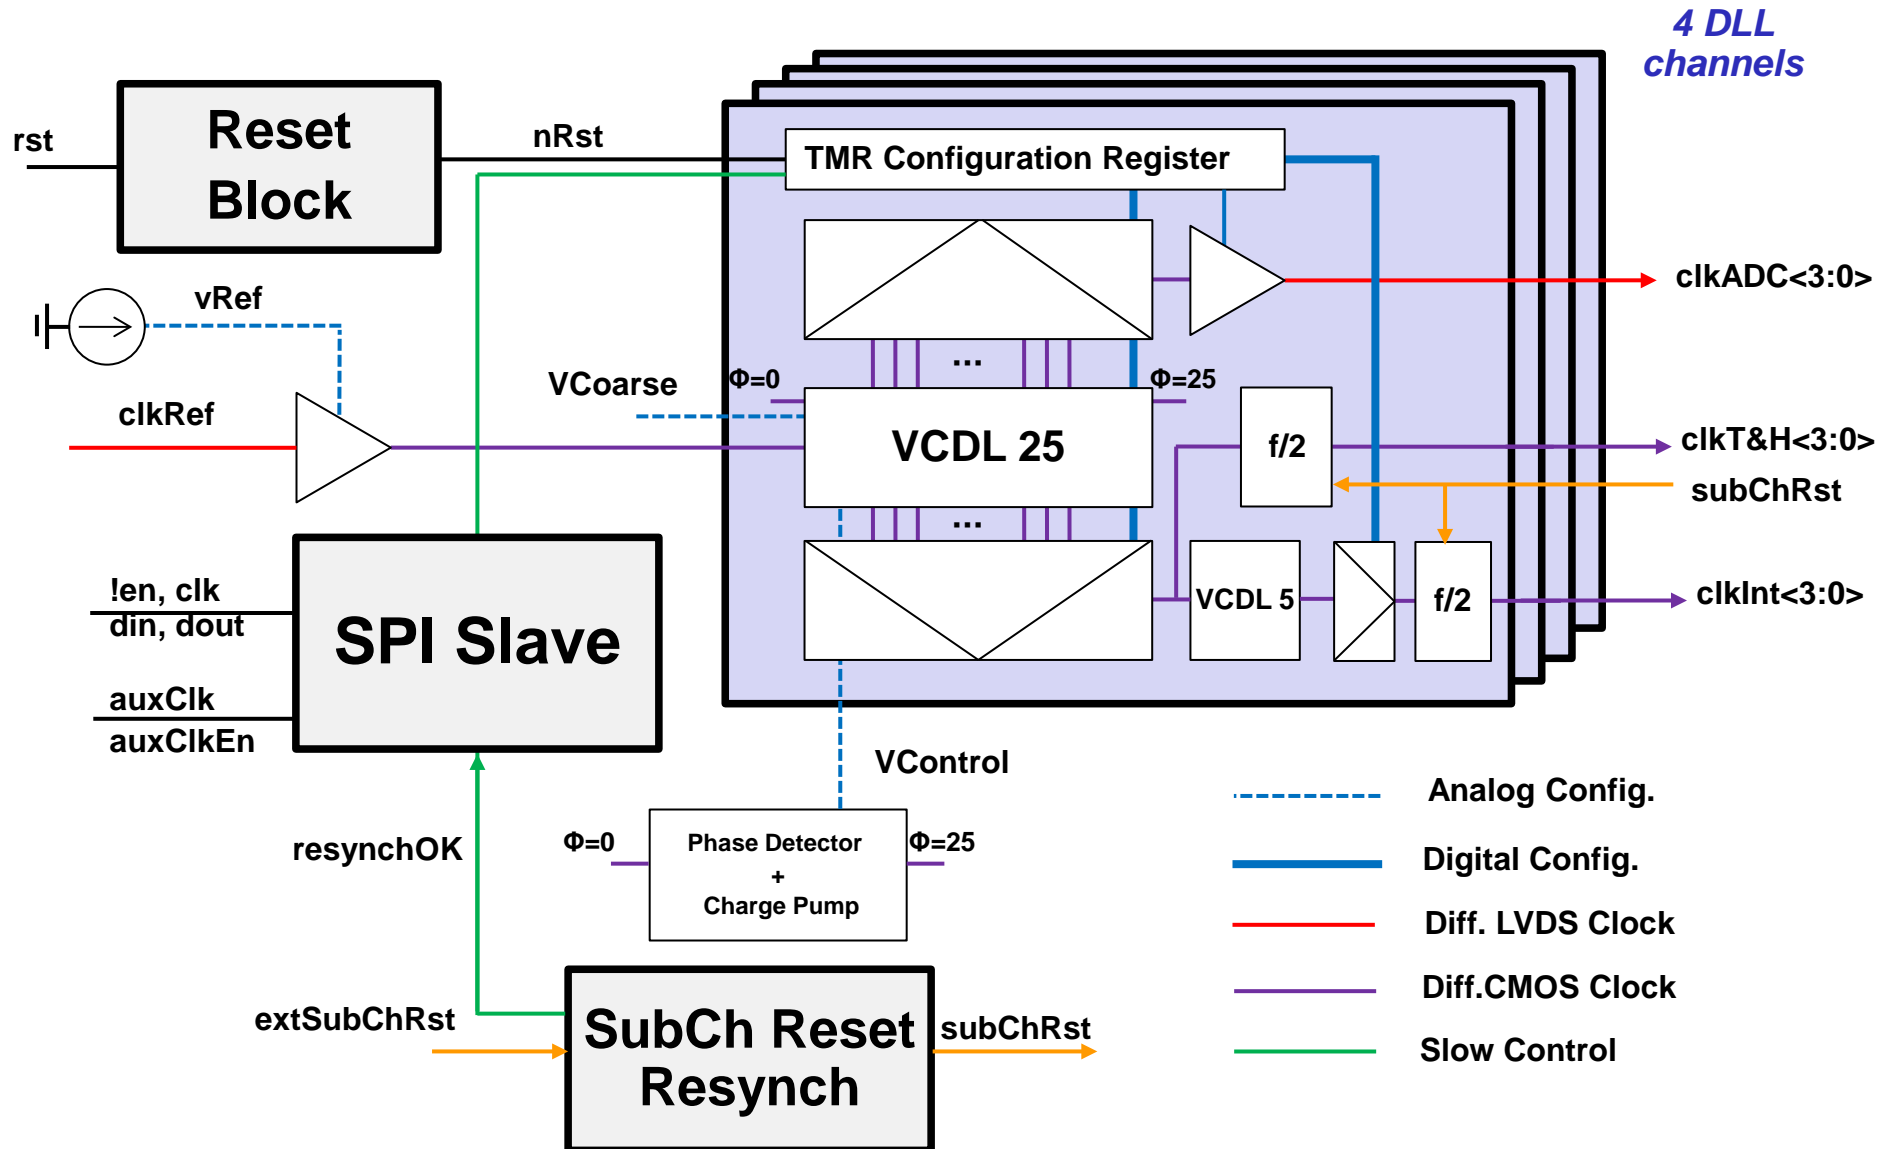 4 DLL
channels
Reset
Block
rst
nRst
TMR Configuration Register
vRef
clkADC<3:0>
...
VCoarse
Φ=0
Φ=25
clkRef
VCDL 25
f/2
clkT&H<3:0>
subChRst
...
!en, clk
din, dout
SPI Slave
VCDL 5
f/2
clkInt<3:0>
auxClk
auxClkEn
VControl
Analog Config.
resynchOK
Φ=0
Phase Detector
+
Charge Pump
Φ=25
Digital Config.
Diff. LVDS Clock
Diff.CMOS Clock
extSubChRst
SubCh Reset
Resynch
subChRst
Slow Control